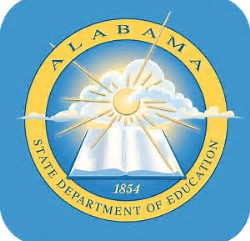 ALABAMA
1854
STATE DEPARTMENT OF EDUCATION